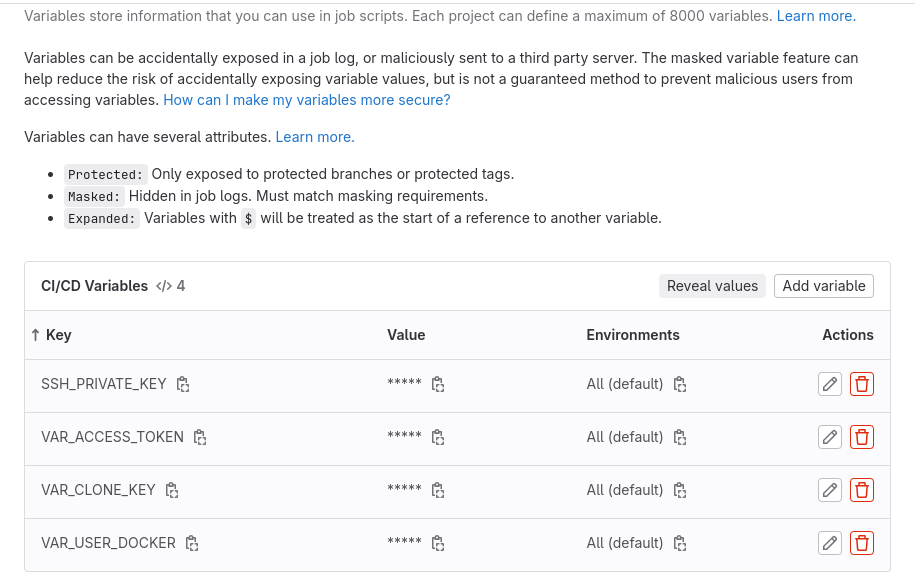 Variables store information that you can use in job scripts. Each project can define a maximum of 8000 variables. Learn more.
Variables can be accidentally exposed in a job log, or maliciously sent to a third party server. The masked variable feature can
help reduce the risk of accidentally exposing variable values, but is not a guaranteed method to prevent malicious users from
accessing variables. How can I make my variables more secure?
Variables can have several attributes. Learn more.
• Protected: Only exposed to protected branches or protected tags.
• Masked: Hidden in job logs. Must match masking requirements.
• Expanded: Variables with $ will be treated as the start of a reference to another variable.
CI/CD Variables </> 4 Reveal values Add variable
↑ Key Value Environments Actions
SSH_PRIVATE_KEY ***** All (default)
VAR_ACCESS_TOKEN ***** All (default)
VAR_CLONE_KEY ***** All (default)
VAR_USER_DOCKER ***** All (default)